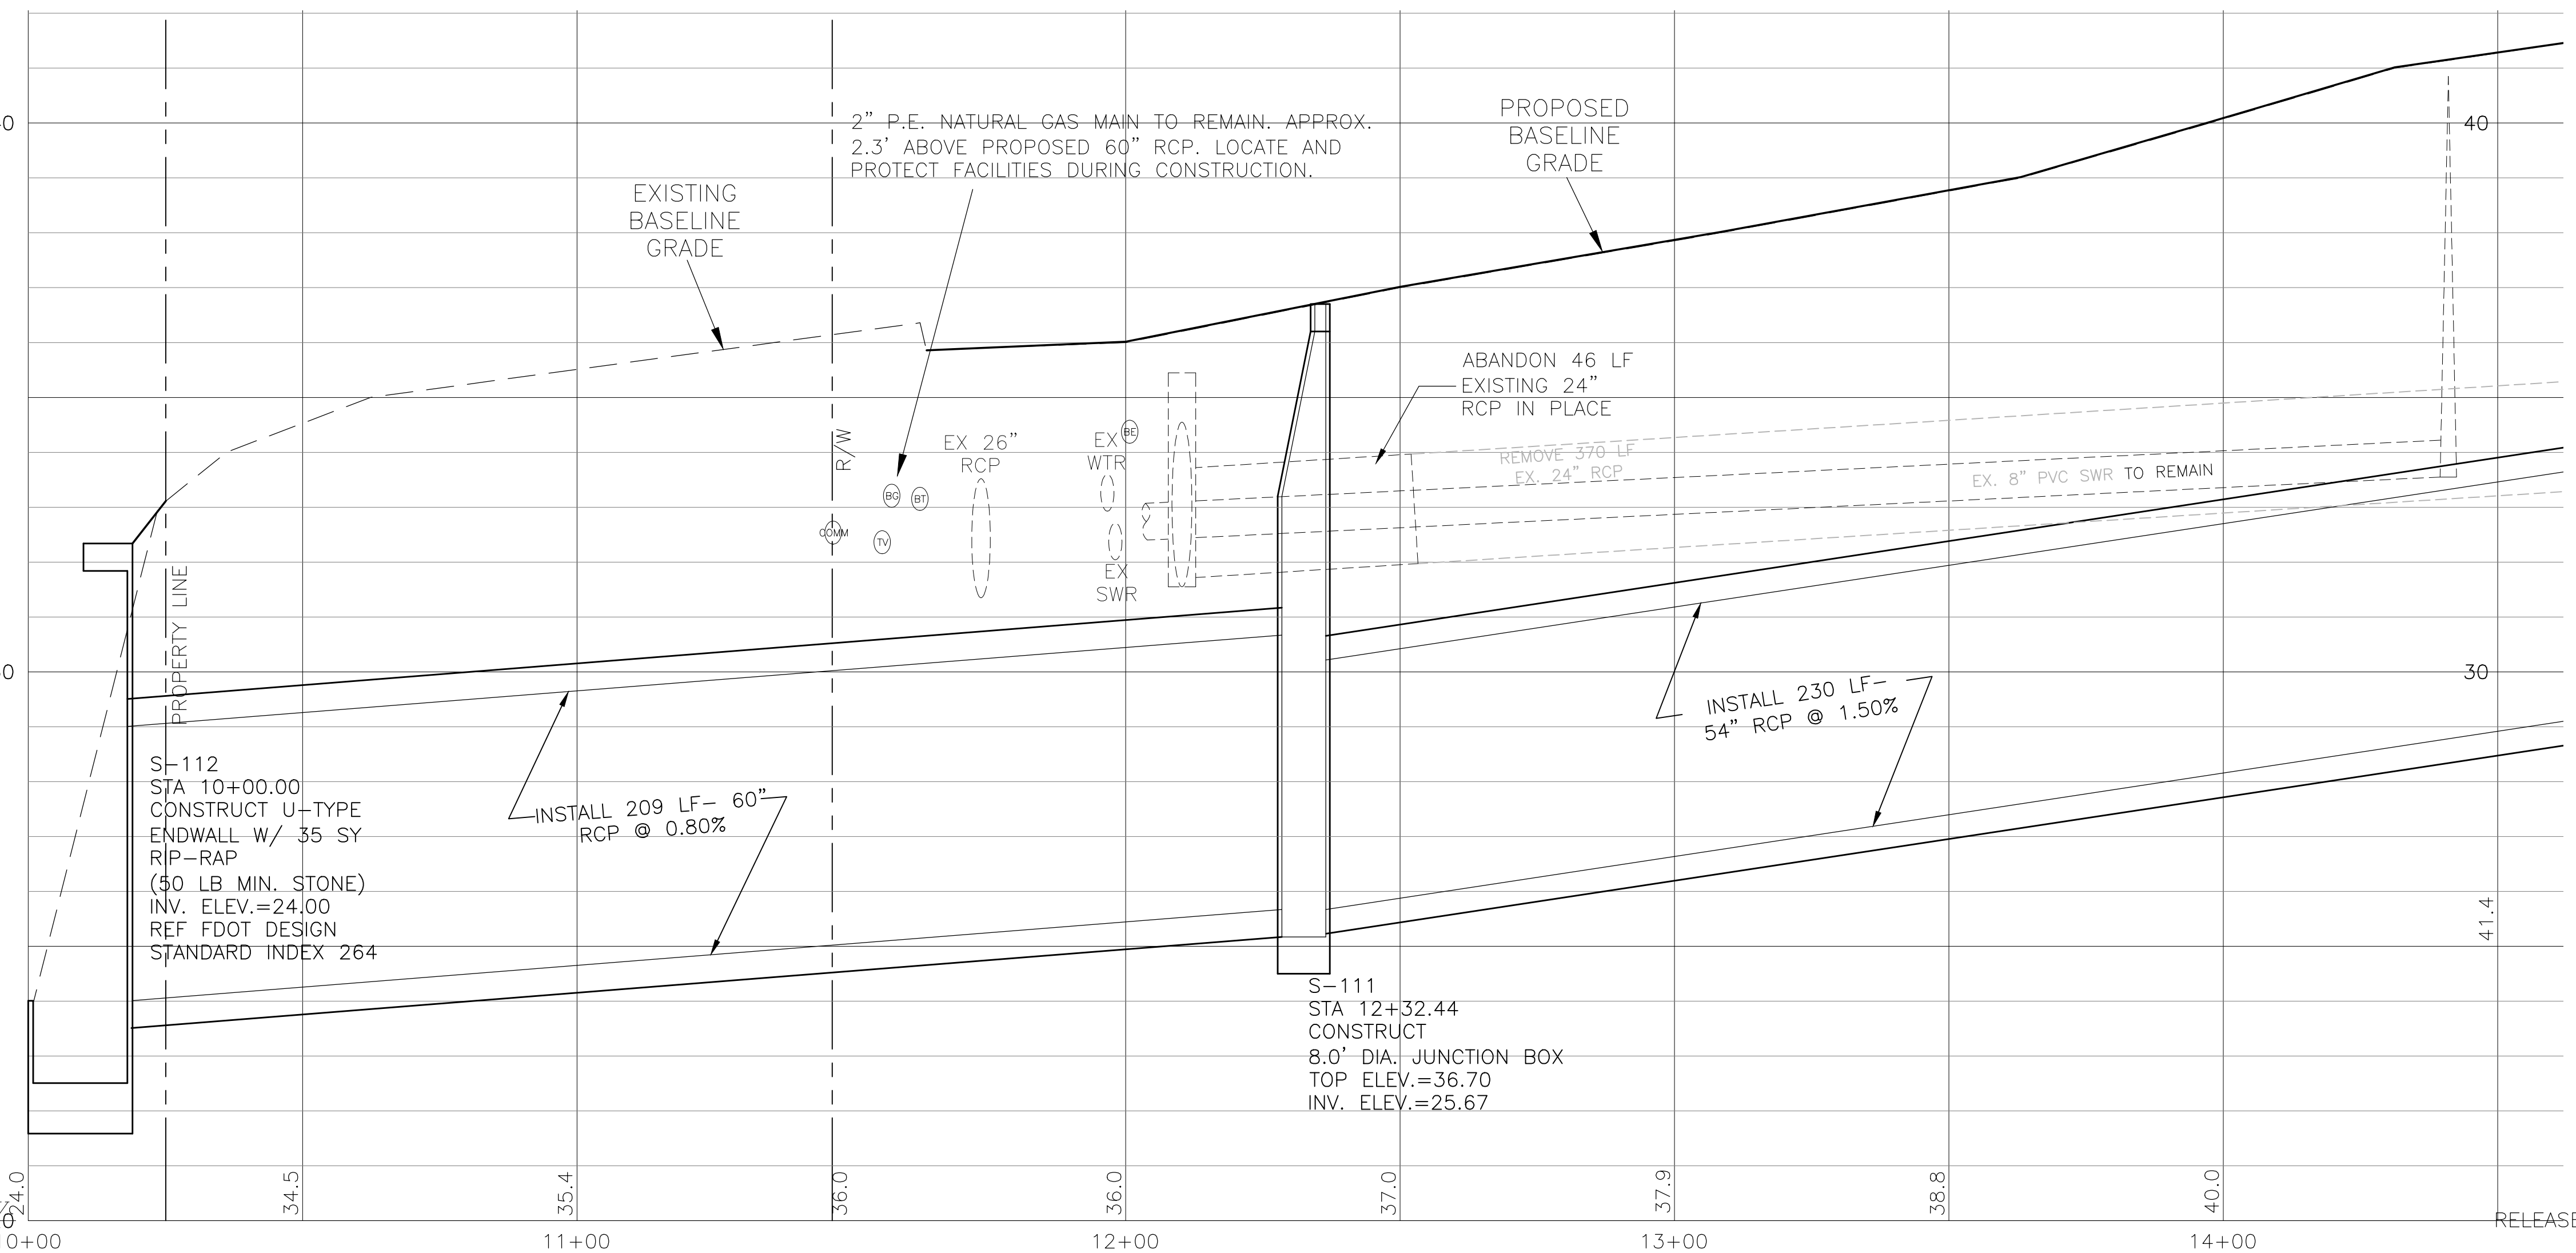 2" P.E. NATURAL GAS MAIN TO REMAIN. APPROX.
2.3' ABOVE PROPOSED 60" RCP. LOCATE AND
PROTECT FACILITIES DURING CONSTRUCTION.
PROPOSED
BASELINE
GRADE
0
40
EXISTING
BASELINE
GRADE
ABANDON 46 LF
EXISTING 24"
RCP IN PLACE
R/W
EX 26"
RCP
EX
WTR
BE
BG
BT
COMM
TV
EX
SWR
REMOVE 370 LF
EX. 24" RCP
EX. 8" PVC SWR TO REMAIN
PROPERTY LINE
0
30
INSTALL 230 LF-
54" RCP @ 1.50%
S-112
STA 10+00.00
CONSTRUCT U-TYPE
ENDWALL W/ 35 SY
RIP-RAP
(50 LB MIN. STONE)
INV. ELEV.=24.00
REF FDOT DESIGN
STANDARD INDEX 264
INSTALL 209 LF- 60"
RCP @ 0.80%
S-111
STA 12+32.44
CONSTRUCT
8.0' DIA. JUNCTION BOX
TOP ELEV.=36.70
INV. ELEV.=25.67
41.4
24.0
34.5
35.4
36.0
36.0
37.0
37.9
38.8
40.0
0
RELEASE
10+00
11+00
12+00
13+00
14+00